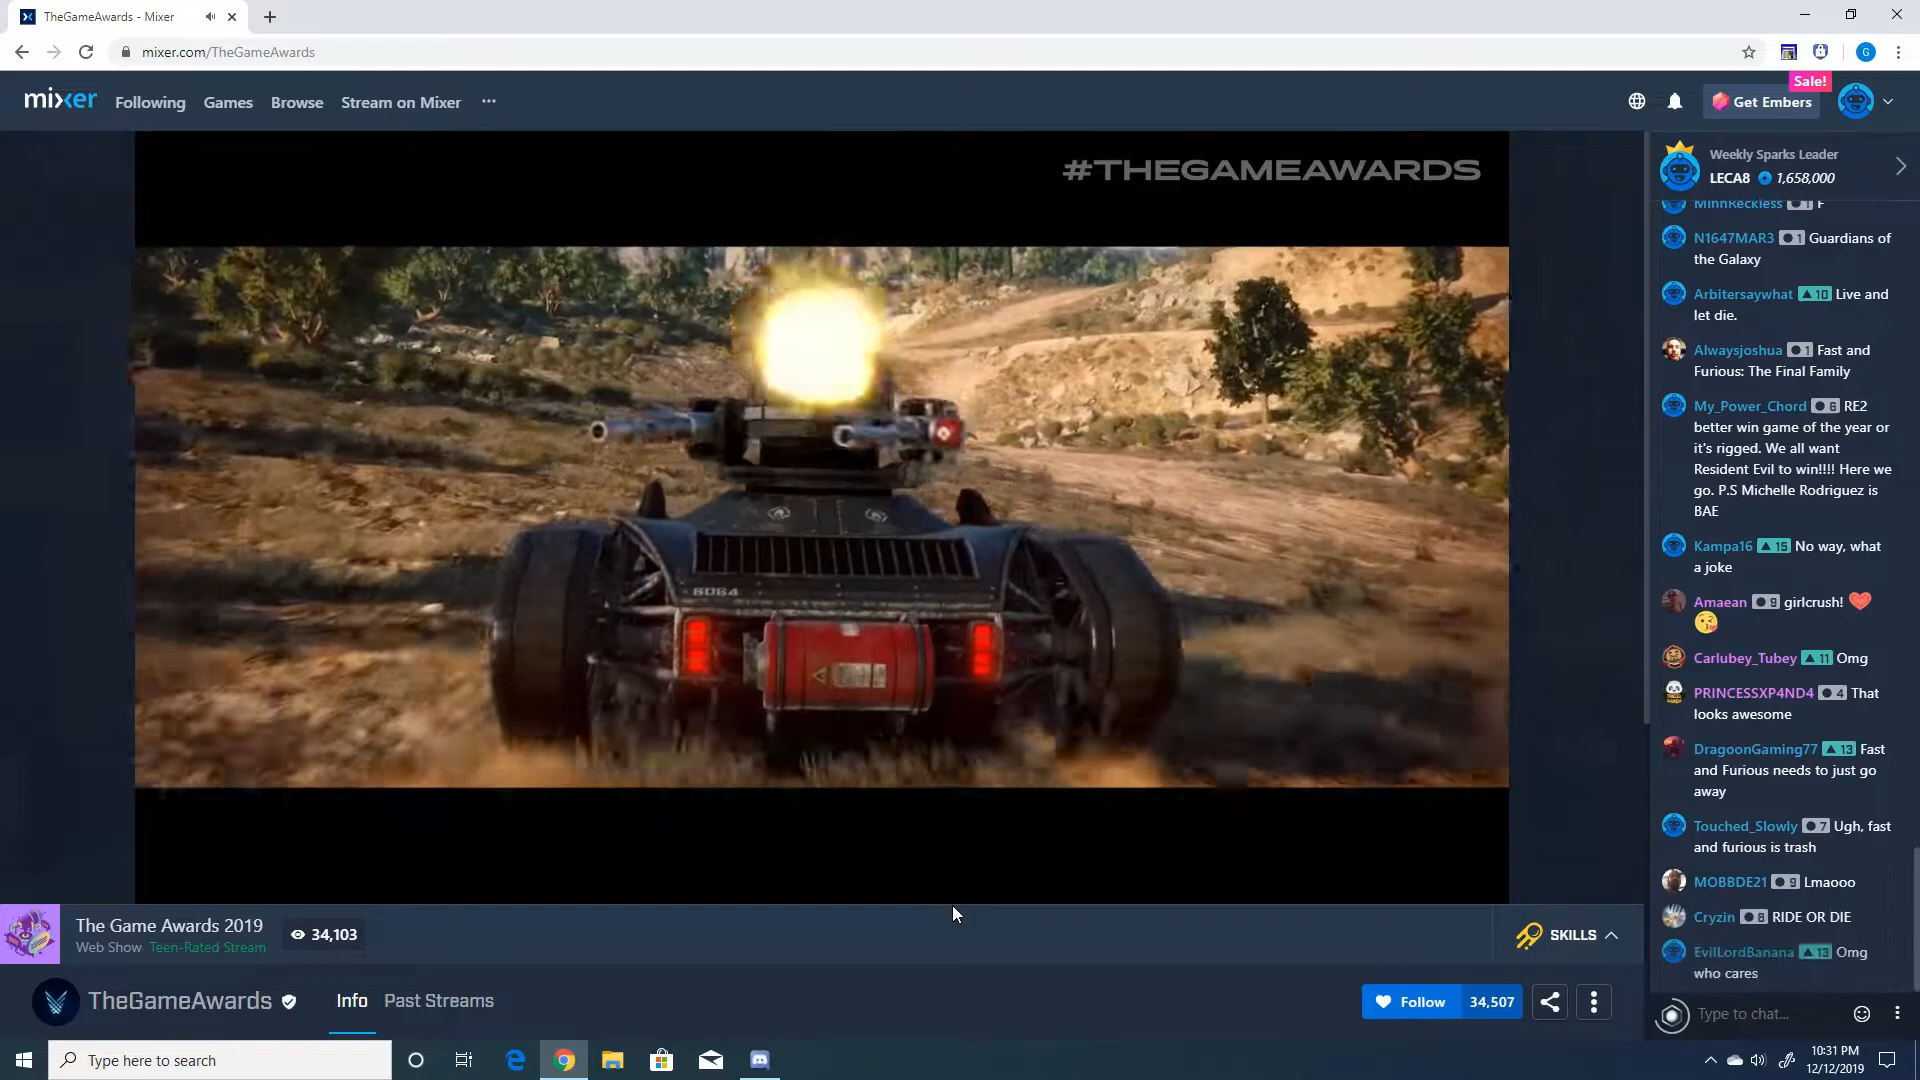 TheGameAwards - Mixer
mixer.com/TheGameAwards
G
Sale!
mixer Following Games Browse Stream on Mixer ··· Get Embers
#THEGAMEAWARDS
6064
Weekly Sparks Leader
LECA8 1,658,000
MinnReckless 1 F
N1647MAR3 1 Guardians of
the Galaxy
Arbitersaywhat 10 Live and
let die.
Alwaysjoshua 1 Fast and
Furious: The Final Family
My_Power_Chord 6 RE2
better win game of the year or
it's rigged. We all want
Resident Evil to win!!!! Here we
go. P.S Michelle Rodriguez is
BAE
Kampa16 15 No way, what
a joke
Amaean 9 girlcrush! ❤️
😘
Carlubey_Tubey 11 Omg
PRINCESSXP4ND4 4 That
looks awesome
DragoonGaming77 13 Fast
and Furious needs to just go
away
Touched_Slowly 7 Ugh, fast
and furious is trash
MOBBDE21 9 Lmaooo
Cryzin 8 RIDE OR DIE
EvilLordBanana 13 Omg
who cares
Type to chat...
The Game Awards 2019
Web Show Teen-Rated Stream
34,103
SKILLS
TheGameAwards Info Past Streams
Follow 34,507
Type here to search
10:31 PM
12/12/2019